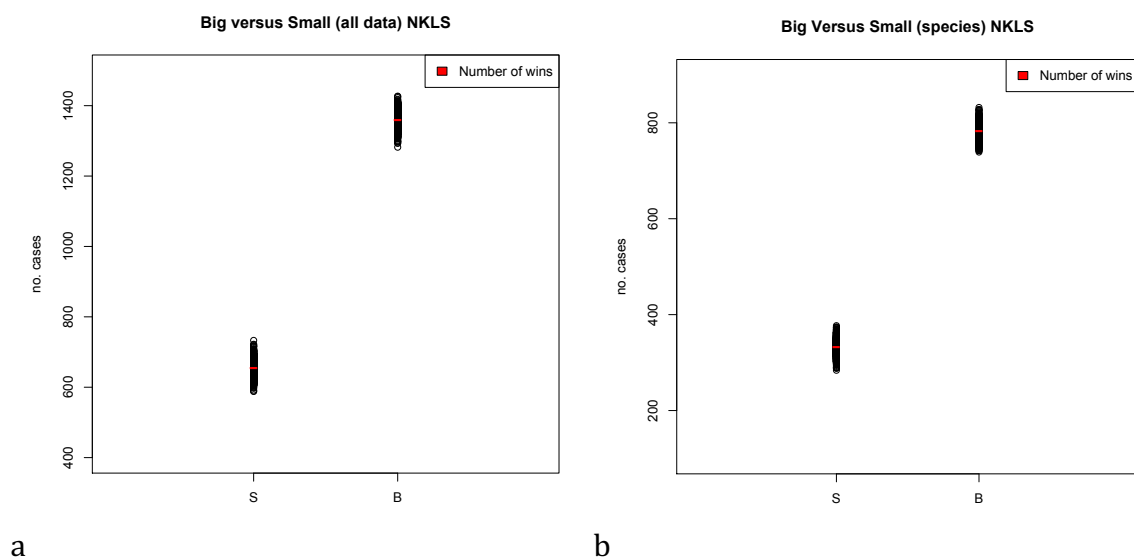 Big versus Small (all data) NKLS
Number of wins
no. cases
1400
1200
1000
800
600
400
S B
a
Big Versus Small (species) NKLS
Number of wins
no. cases
800
600
400
200
S B
b